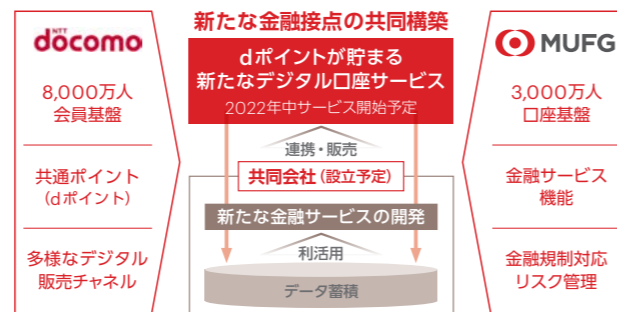 NTT
döcomo
8,000万人
会員基盤
共通ポイント
(dポイント)
多様なデジタル
販売チャネル
新たな金融接点の共同構築
dポイントが貯まる
新たなデジタル口座サービス
2022年中サービス開始予定
連携・販売
共同会社(設立予定)
新たな金融サービスの開発
利活用
データ蓄積
MUFG
3,000万人
口座基盤
金融サービス
機能
金融規制対応
リスク管理